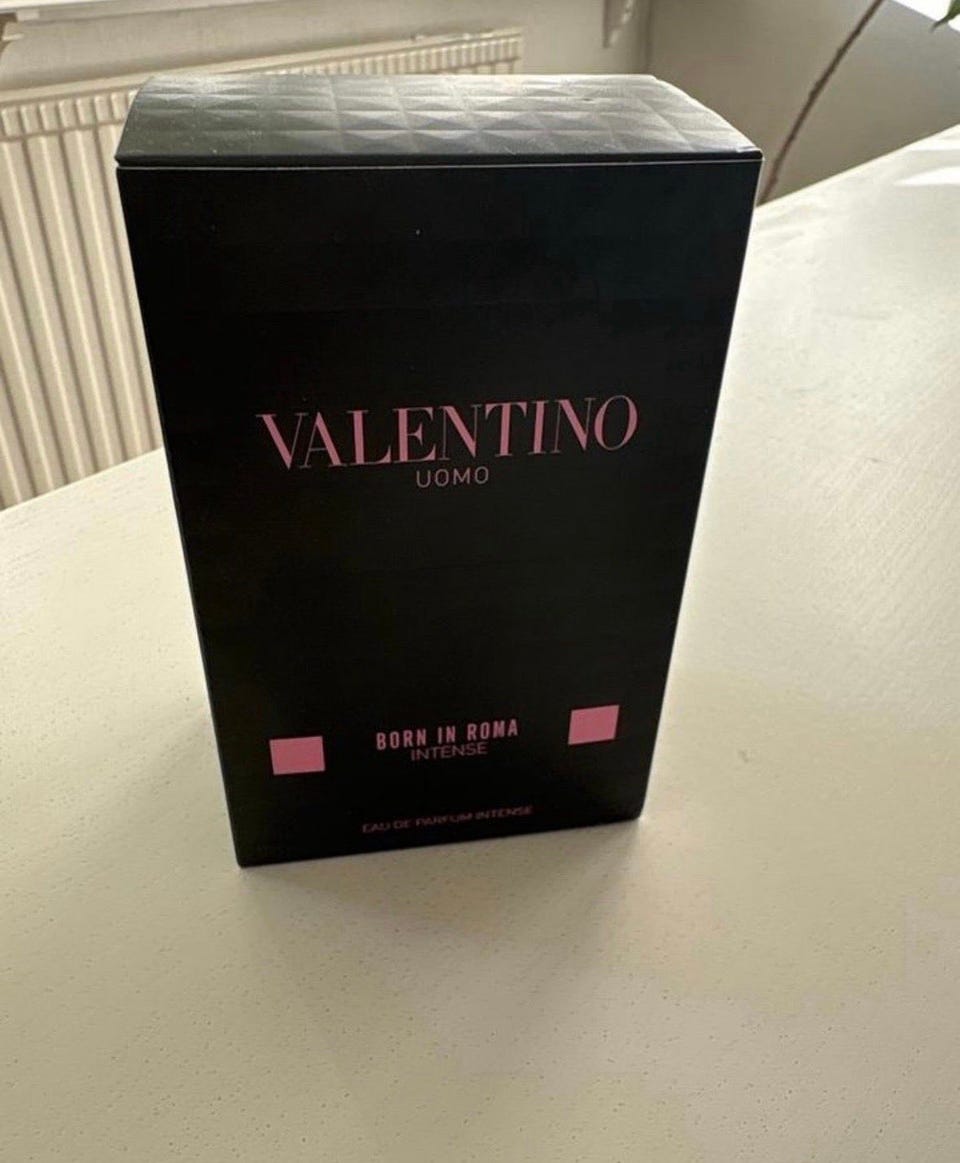 VALENTINO
UOMO
BORN IN ROMA
INTENSE
EAU DE PARFUM INTENSE